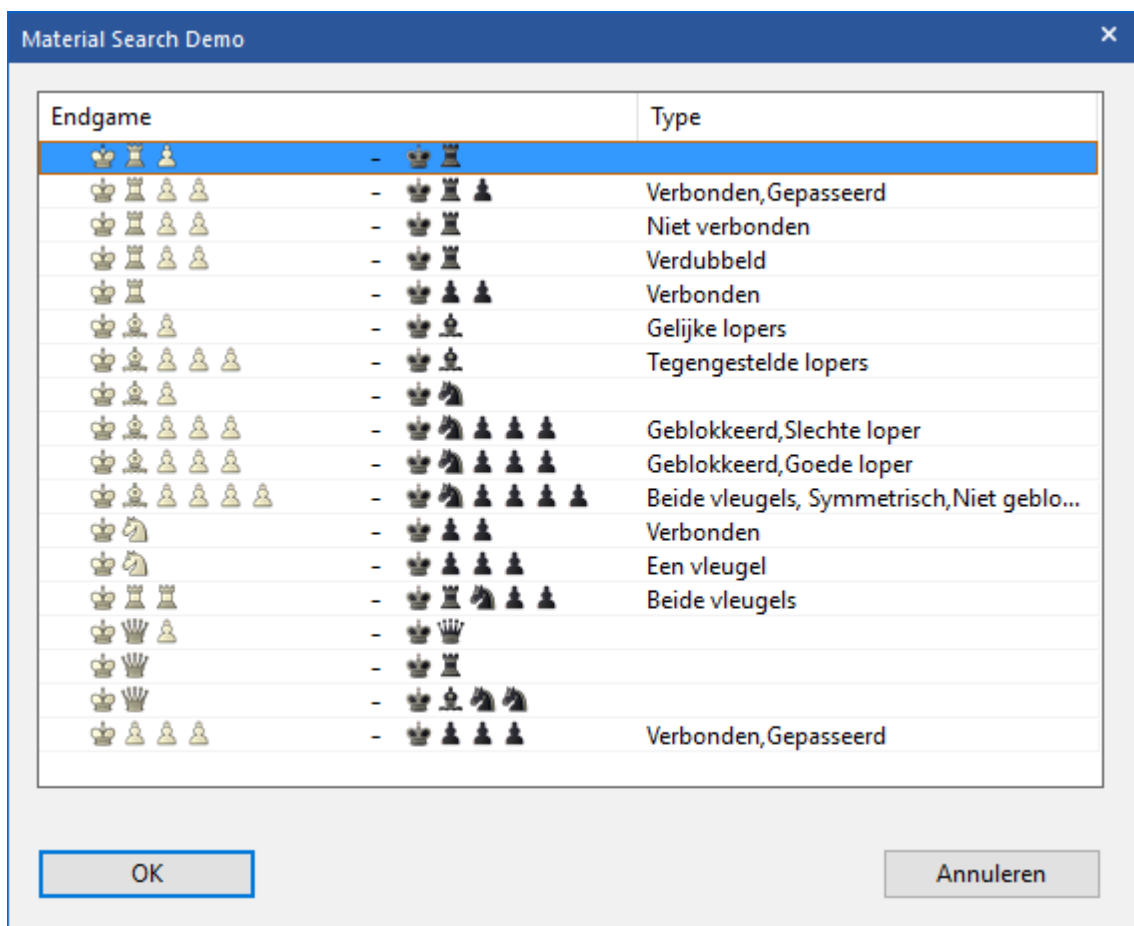 Material Search Demo
Endgame Type
-
- Verbonden,Gepasseerd
- Niet verbonden
- Verdubbeld
- Verbonden
- Gelijke lopers
- Tegengestelde lopers
-
- Geblokkeerd,Slechte loper
- Geblokkeerd,Goede loper
- Beide vleugels, Symmetrisch,Niet geblo...
- Verbonden
- Een vleugel
- Beide vleugels
-
-
-
- Verbonden,Gepasseerd
OK Annuleren